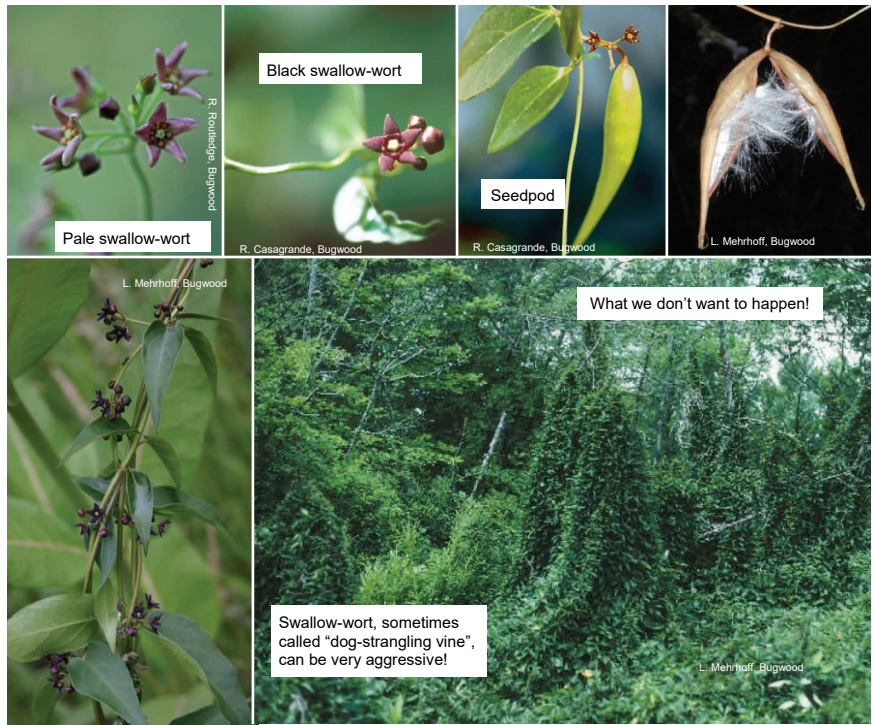 R. Routledge, Bugwood
Pale swallow-wort
Black swallow-wort
R. Casagrande, Bugwood
Seedpod
R. Casagrande, Bugwood
L. Mehrhoff, Bugwood
L. Mehrhoff, Bugwood
What we don’t want to happen!
Swallow-wort, sometimes
called “dog-strangling vine”,
can be very aggressive!
L. Mehrhoff, Bugwood